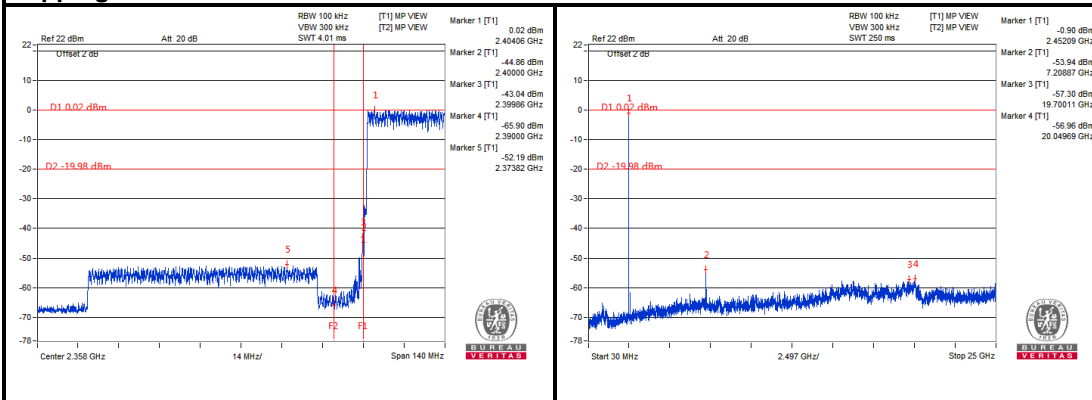 RBW 100 kHz [T1] MP VIEW
VBW 300 kHz [T2] MP VIEW
Ref 22 dBm Att 20 dB SWT 4.01 ms
Marker 1 [T1]
0.02 dBm
2.40406 GHz
Marker 2 [T1]
-44.86 dBm
2.40000 GHz
Marker 3 [T1]
-43.04 dBm
2.39986 GHz
Marker 4 [T1]
-65.90 dBm
2.39000 GHz
Marker 5 [T1]
-52.19 dBm
2.37382 GHz
22
Offset 2 dB
10
0
-10
-20
-30
-40
-50
-60
-70
-78
D1 0.02 dBm
D2 -19.98 dBm
1
5
4
F2 F1
Center 2.358 GHz 14 MHz/ Span 140 MHz
BUREAU
VERITAS
RBW 100 kHz [T1] MP VIEW
VBW 300 kHz [T2] MP VIEW
Ref 22 dBm Att 20 dB SWT 250 ms
Marker 1 [T1]
-0.90 dBm
2.45209 GHz
Marker 2 [T1]
-53.94 dBm
7.20887 GHz
Marker 3 [T1]
-57.30 dBm
19.70011 GHz
Marker 4 [T1]
-56.96 dBm
20.04969 GHz
22
Offset 2 dB
10
0
-10
-20
-30
-40
-50
-60
-70
-78
D1 0.02 dBm
D2 -19.98 dBm
1
2
3 4
Start 30 MHz 2.497 GHz/ Stop 25 GHz
BUREAU
VERITAS